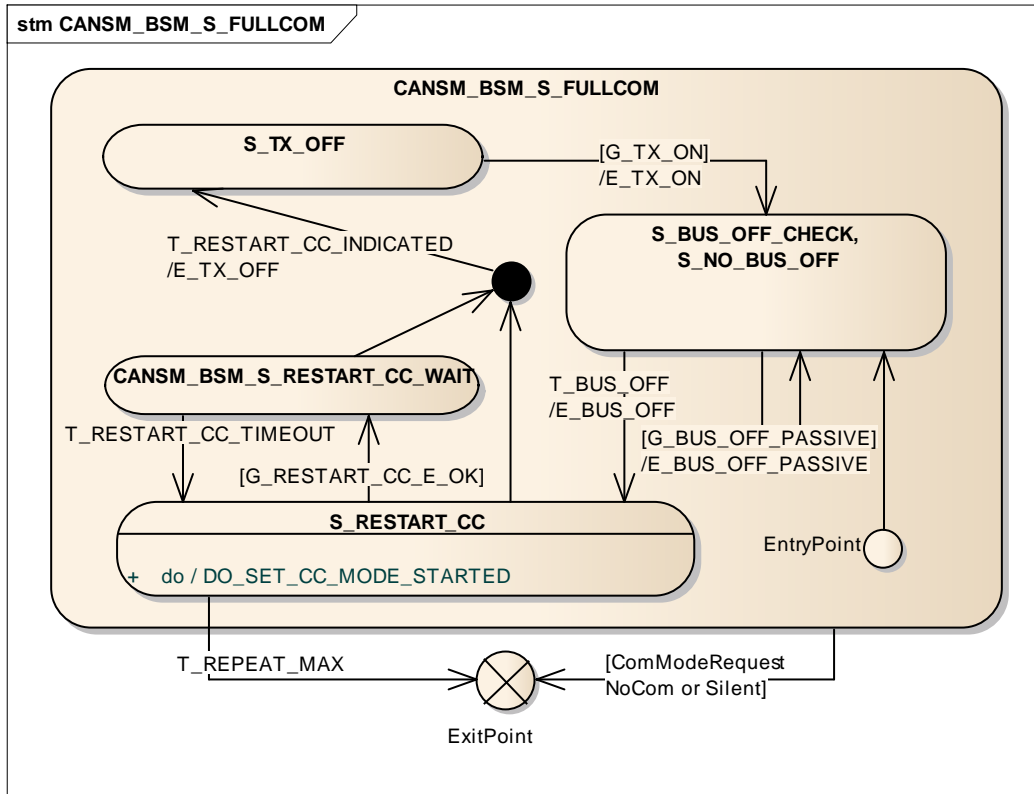 stm CANSM_BSM_S_FULLCOM
CANSM_BSM_S_FULLCOM
S_TX_OFF
[G_TX_ON]
/E_TX_ON
S_BUS_OFF_CHECK,
S_NO_BUS_OFF
T_RESTART_CC_INDICATED
/E_TX_OFF
CANSM_BSM_S_RESTART_CC_WAIT
T_BUS_OFF
/E_BUS_OFF
T_RESTART_CC_TIMEOUT
[G_BUS_OFF_PASSIVE]
/E_BUS_OFF_PASSIVE
[G_RESTART_CC_E_OK]
S_RESTART_CC
EntryPoint
+ do / DO_SET_CC_MODE_STARTED
T_REPEAT_MAX
[ComModeRequest
NoCom or Silent]
ExitPoint